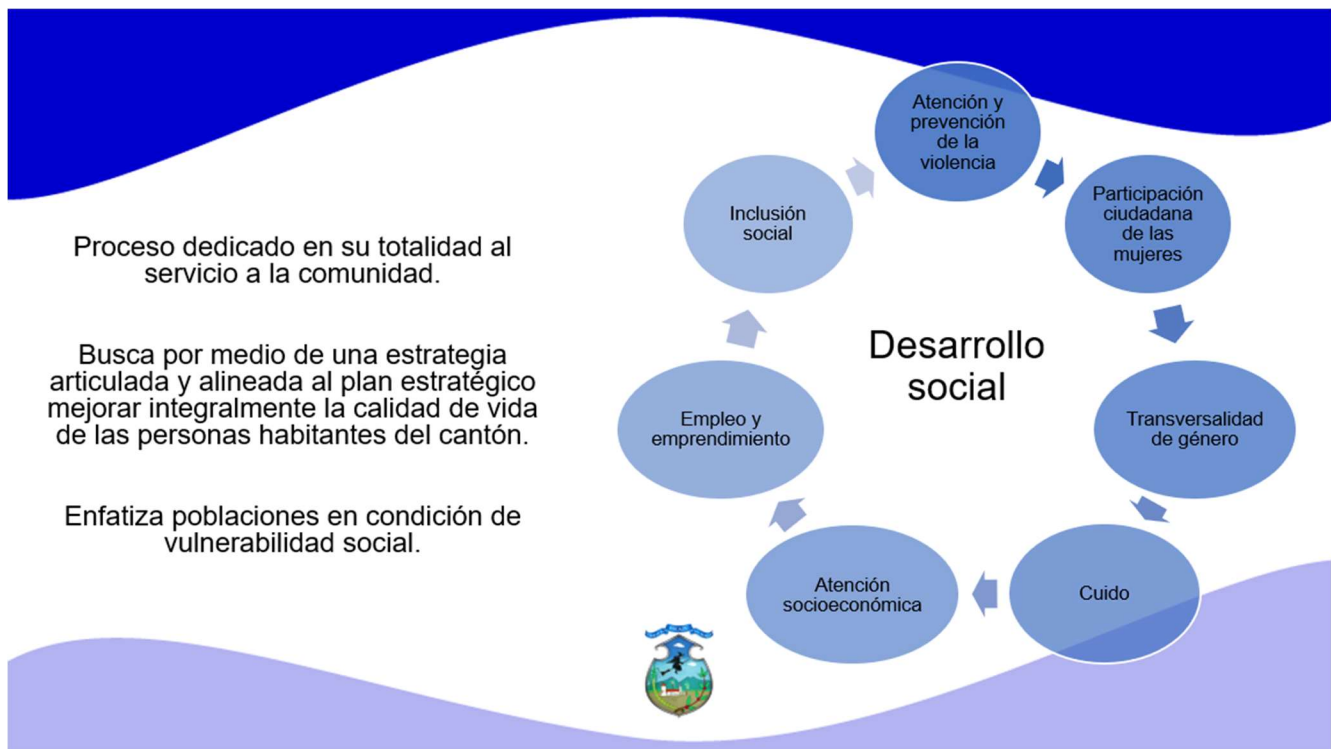 Proceso dedicado en su totalidad al
servicio a la comunidad.
Busca por medio de una estrategia
articulada y alineada al plan estratégico
mejorar integralmente la calidad de vida
de las personas habitantes del cantón.
Enfatiza poblaciones en condición de
vulnerabilidad social.
Desarrollo
social
Atención y
prevención
de la
violencia
Participación
ciudadana
de las
mujeres
Transversalidad
de género
Cuido
Atención
socioeconómica
Empleo y
emprendimiento
Inclusión
social